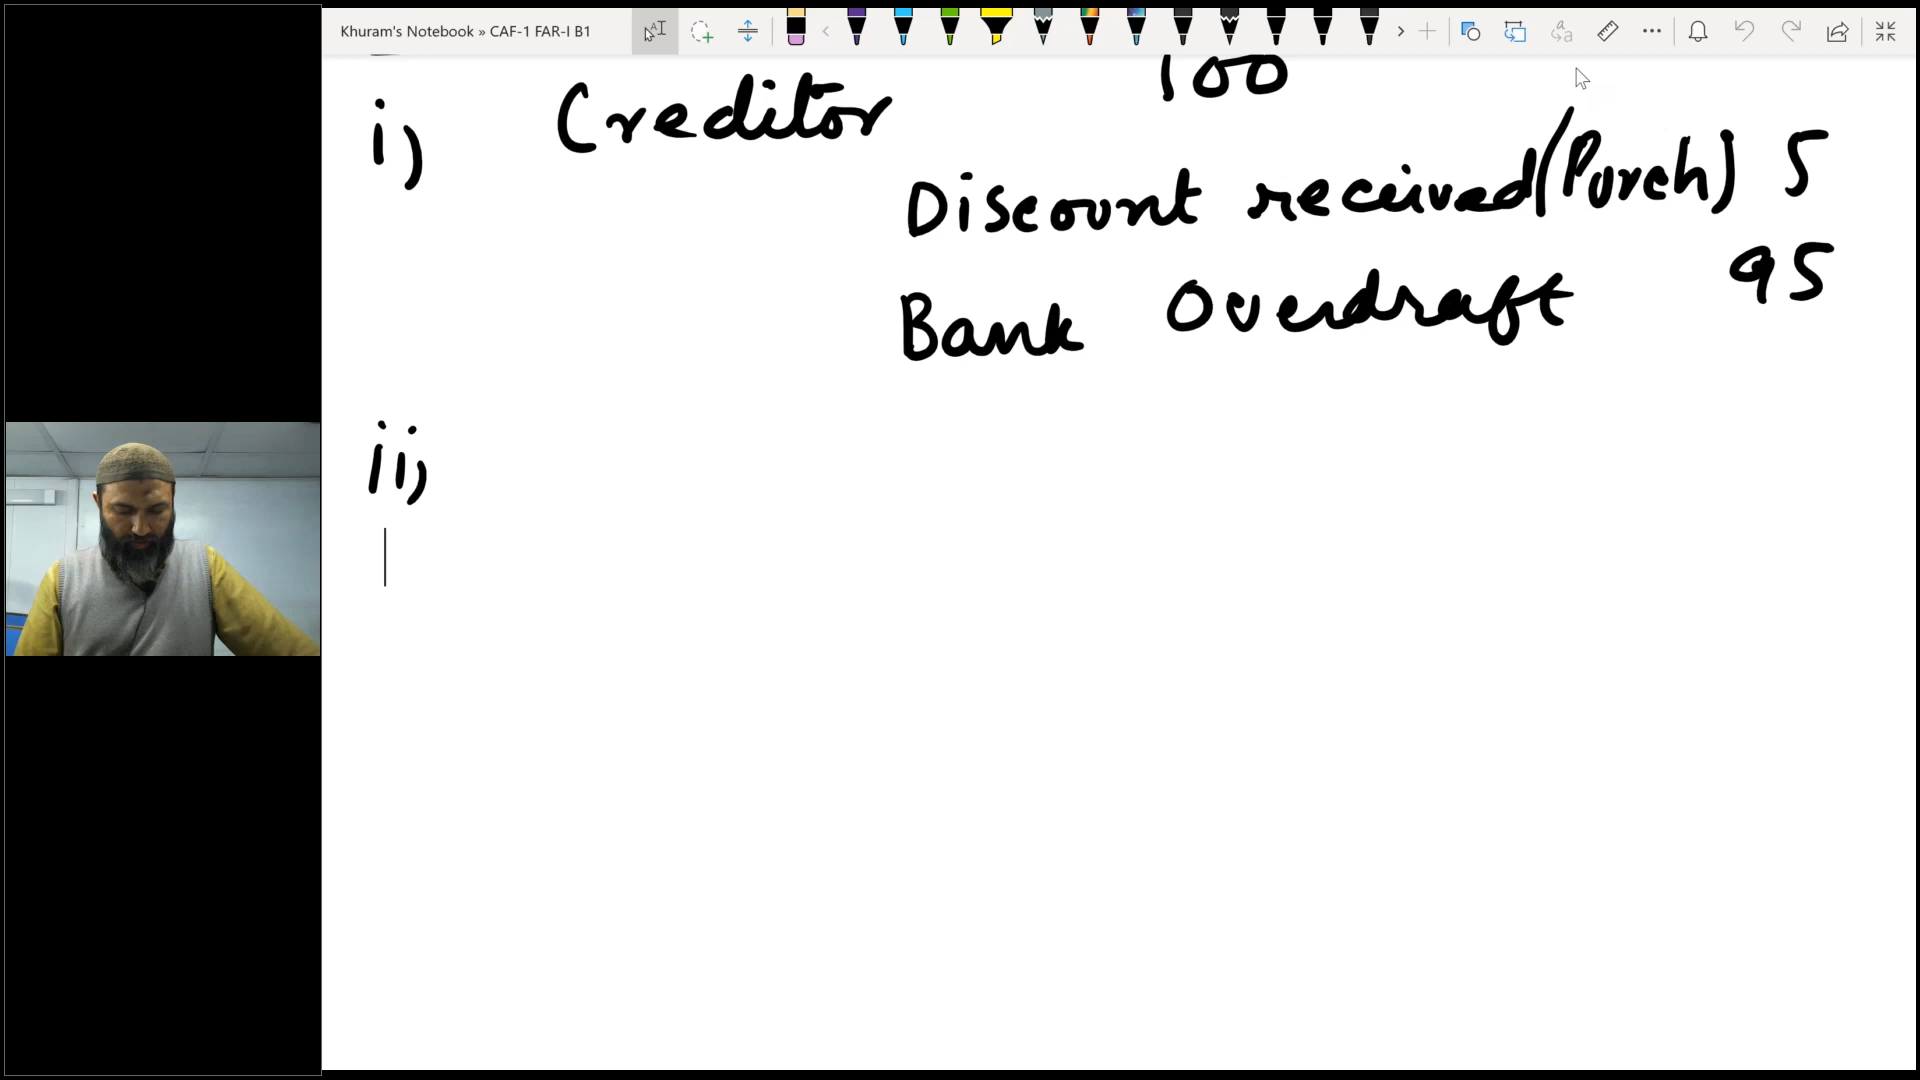 Khuram's Notebook » CAF-1 FAR-I B1
100
i) Creditor
Discount received (Purch) 5
Bank Overdraft 95
ii)